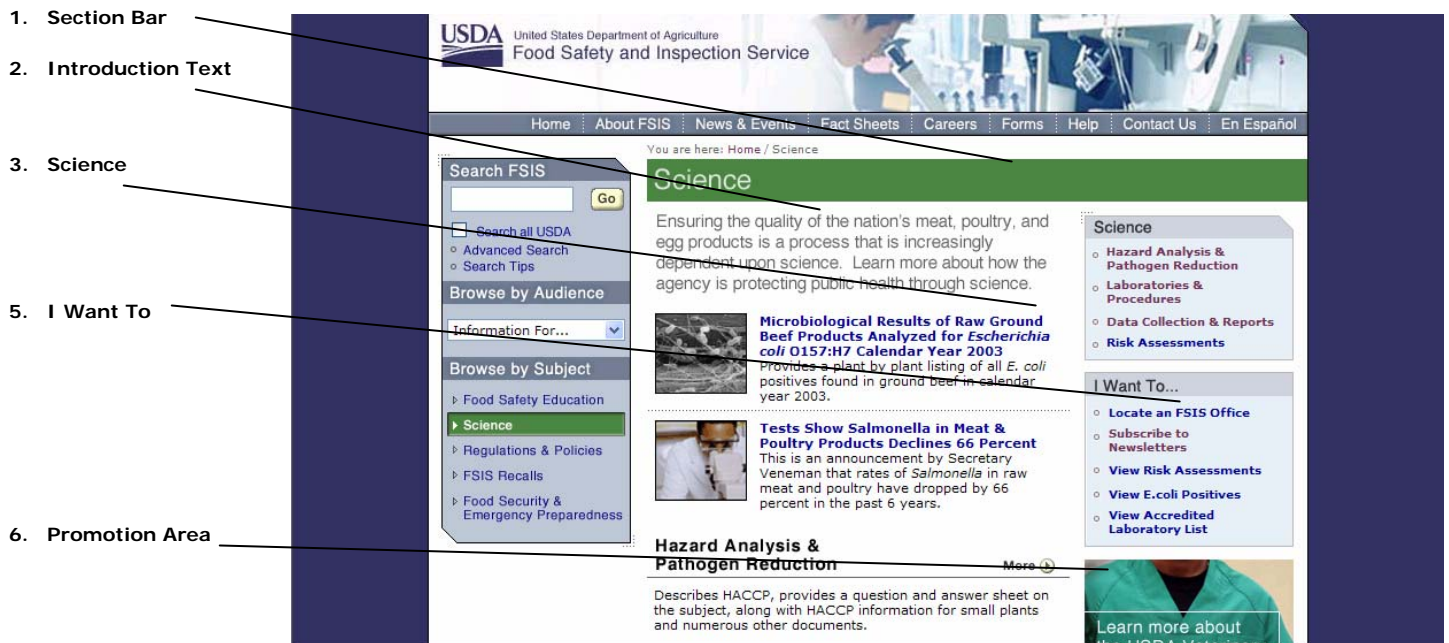 1. Section Bar
2. Introduction Text
3. Science
5. I Want To
6. Promotion Area
USDA
United States Department of Agriculture
Food Safety and Inspection Service
Home About FSIS News & Events Fact Sheets Careers Forms Help Contact Us En Español
You are here: Home / Science
Search FSIS
Go
Search all USDA
Advanced Search
Search Tips
Browse by Audience
Information For...
Browse by Subject
Food Safety Education
Science
Regulations & Policies
FSIS Recalls
Food Security &
Emergency Preparedness
Science
Ensuring the quality of the nation's meat, poultry, and
egg products is a process that is increasingly
dependent upon science. Learn more about how the
agency is protecting public health through science.
Microbiological Results of Raw Ground
Beef Products Analyzed for Escherichia
coli O157:H7 Calendar Year 2003
Provides a plant by plant listing of all E. coli
positives found in ground beef in calendar
year 2003.
Tests Show Salmonella in Meat &
Poultry Products Declines 66 Percent
This is an announcement by Secretary
Veneman that rates of Salmonella in raw
meat and poultry have dropped by 66
percent in the past 6 years.
Hazard Analysis &
Pathogen Reduction
More
Describes HACCP, provides a question and answer sheet on
the subject, along with HACCP information for small plants
and numerous other documents.
Science
Hazard Analysis &
Pathogen Reduction
Laboratories &
Procedures
Data Collection & Reports
Risk Assessments
I Want To...
Locate an FSIS Office
Subscribe to
Newsletters
View Risk Assessments
View E.coli Positives
View Accredited
Laboratory List
Learn more about
the USDA